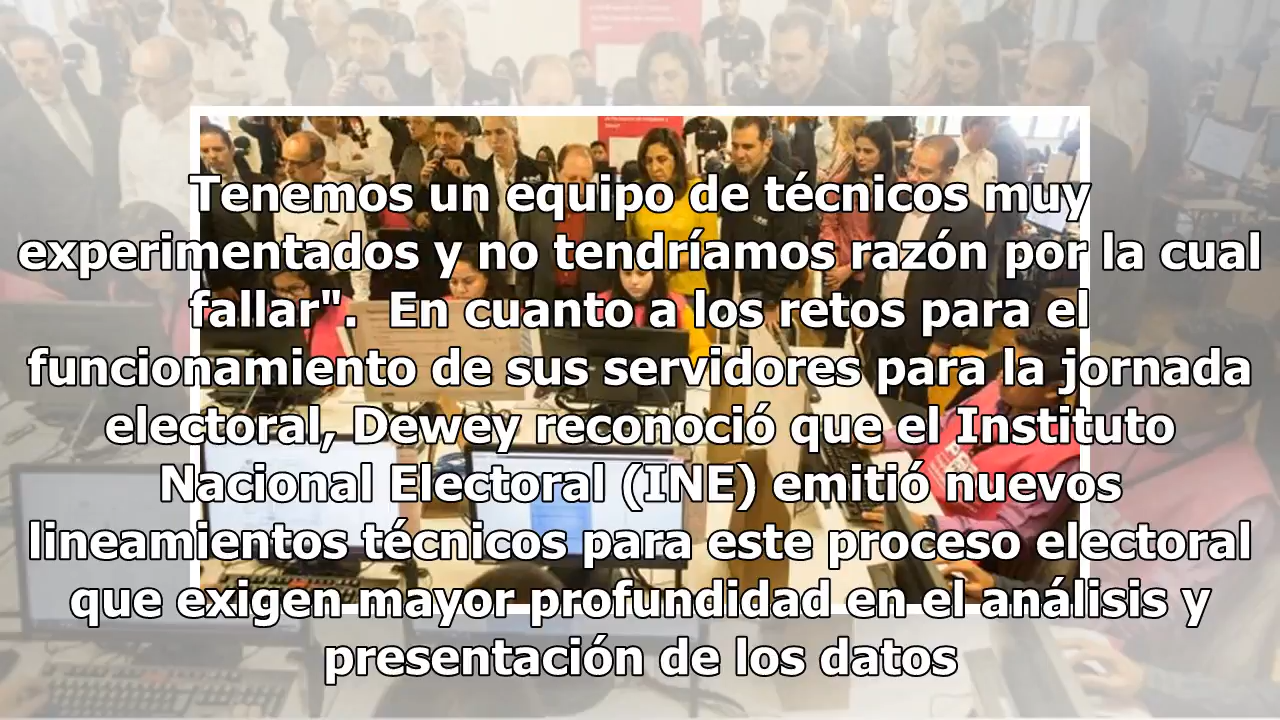 Tenemos un equipo de técnicos muy
experimentados y no tendríamos razón por la cual
fallar".  En cuanto a los retos para el
funcionamiento de sus servidores para la jornada
electoral, Dewey reconoció que el Instituto
Nacional Electoral (INE) emitió nuevos
lineamientos técnicos para este proceso electoral
que exigen mayor profundidad en el análisis y
presentación de los datos